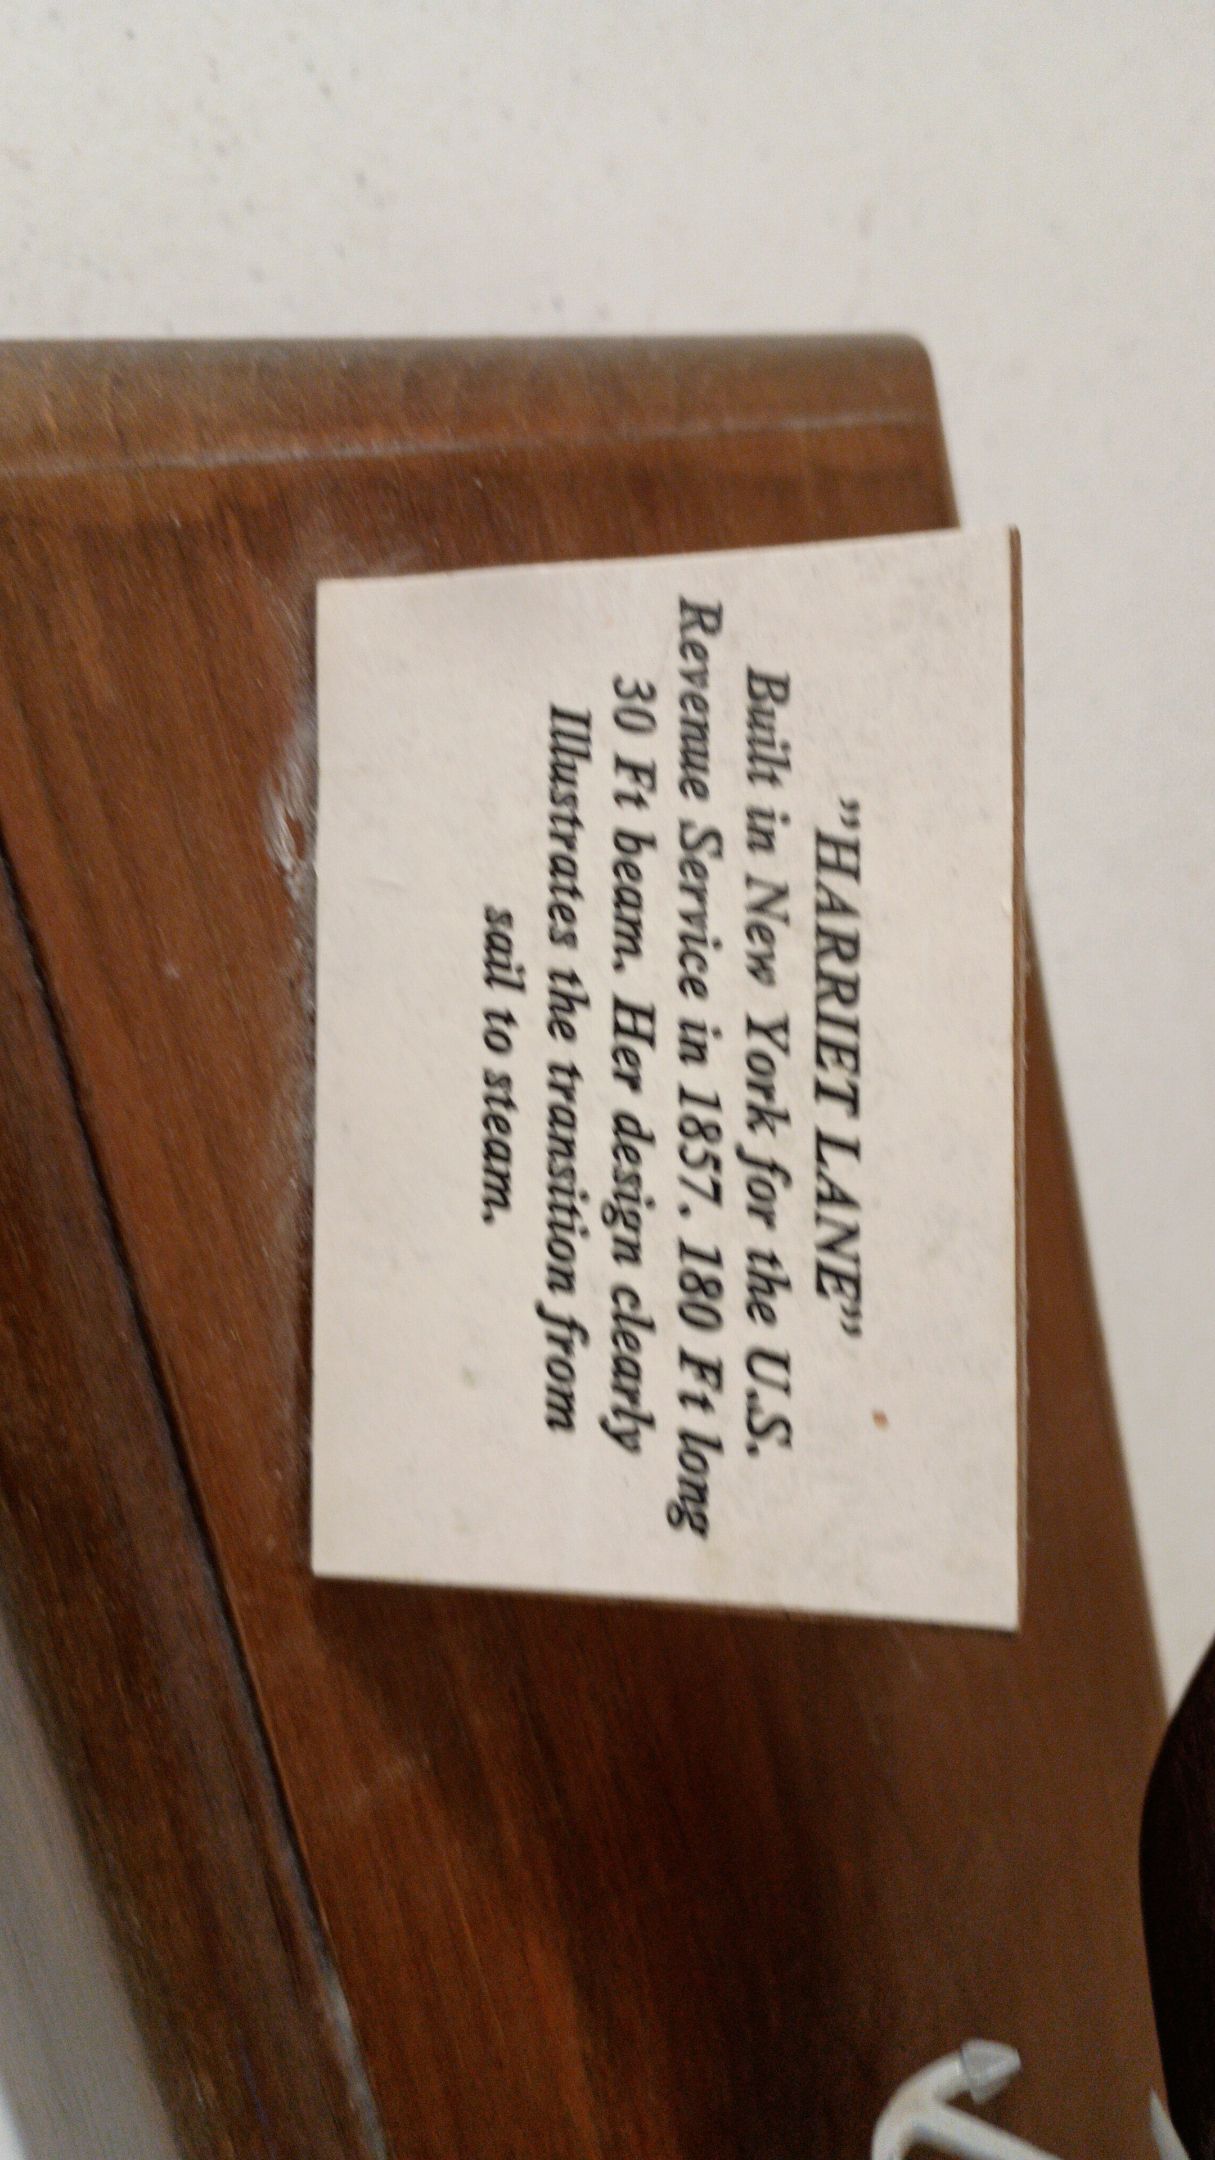 "HARRIET LANE"
Built in New York for the U.S.
Revenue Service in 1857. 180 Ft long
30 Ft beam. Her design clearly
Illustrates the transition from
sail to steam.